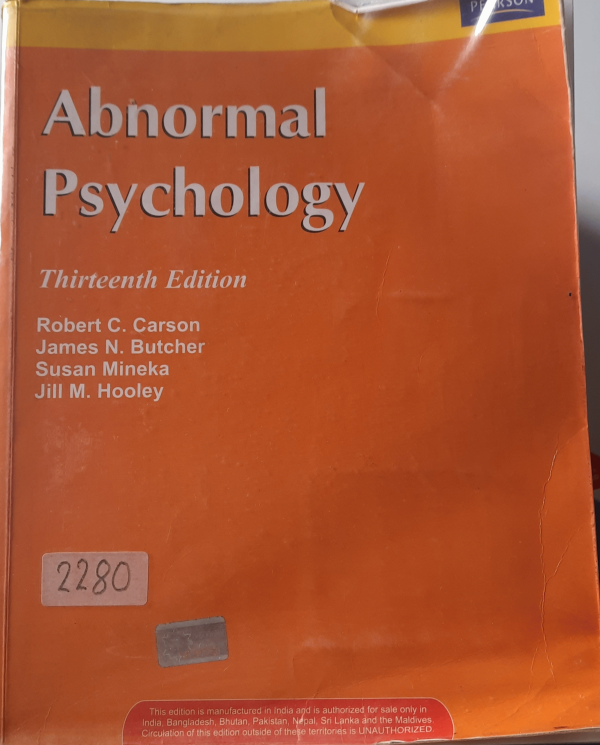 PEARSON
Abnormal
Psychology
Thirteenth Edition
Robert C. Carson
James N. Butcher
Susan Mineka
Jill M. Hooley
2280
This edition is manufactured in India and is authorized for sale only in
India, Bangladesh, Bhutan, Pakistan, Nepal, Sri Lanka and the Maldives.
Circulation of this edition outside of these territories is UNAUTHORIZED.